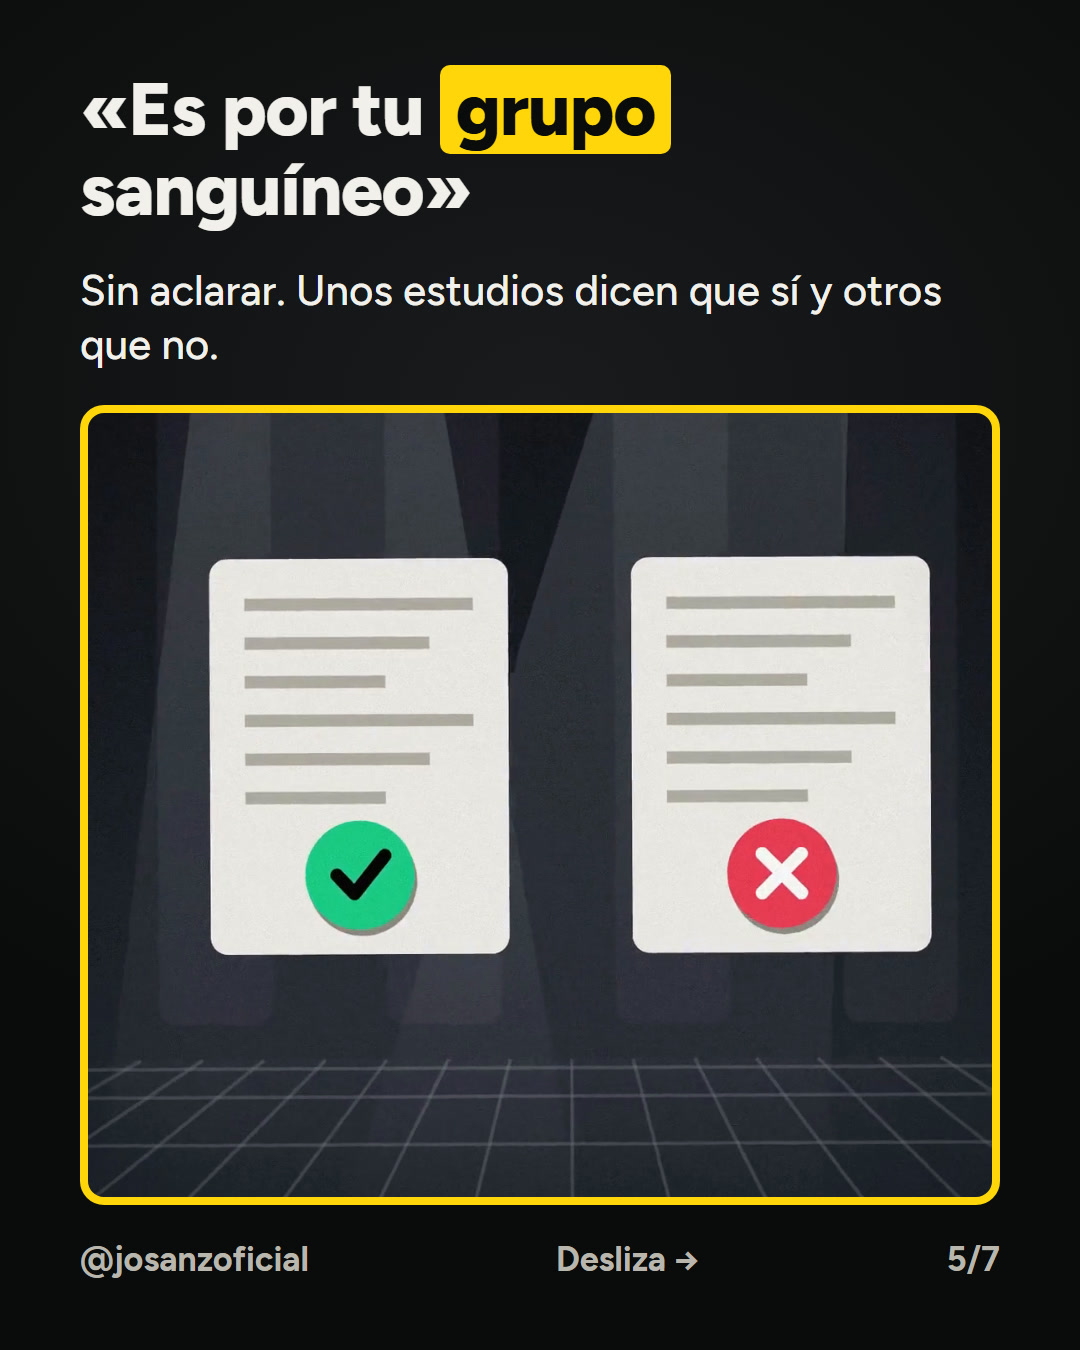 «Es por tu grupo
sanguíneo»
Sin aclarar. Unos estudios dicen que sí y otros
que no.
@josanzoficial
Desliza →
5/7